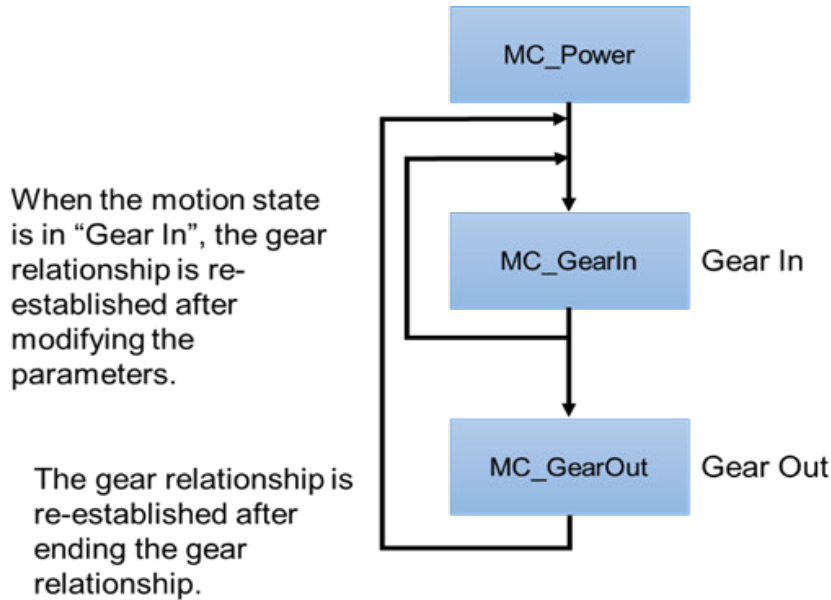 MC_Power
When the motion state
is in “Gear In”, the gear
relationship is re-
established after
modifying the
parameters.
MC_GearIn
Gear In
MC_GearOut
Gear Out
The gear relationship is
re-established after
ending the gear
relationship.